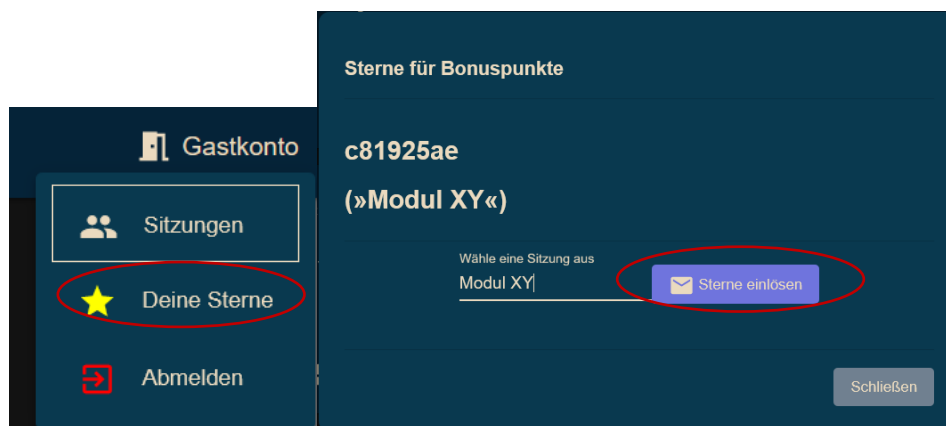 Gastkonto
Sitzungen
Deine Sterne
Abmelden
Sterne für Bonuspunkte
c81925ae
(»Modul XY«)
Wähle eine Sitzung aus
Modul XY
Sterne einlösen
Schließen